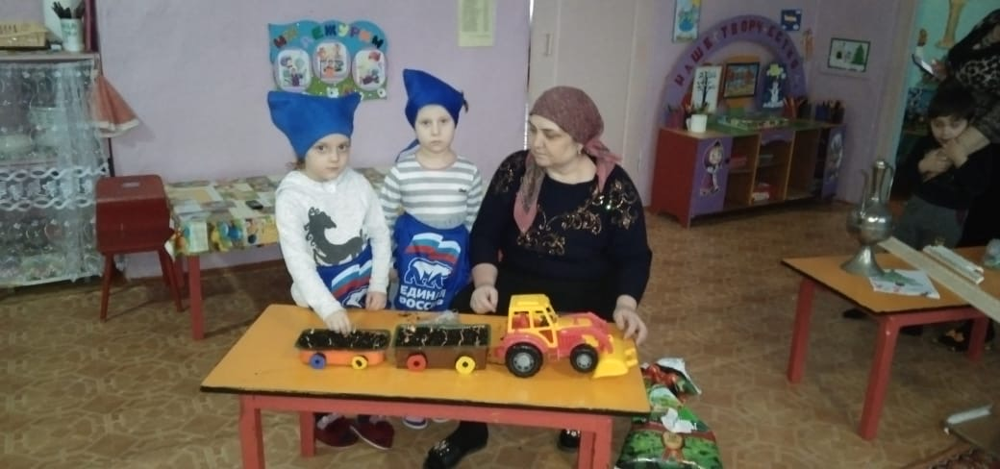 МЫ ДЕЖУРИМ
НАШЕ ТВОРЧЕСТВО
ЕДИНАЯ
РОССИЯ